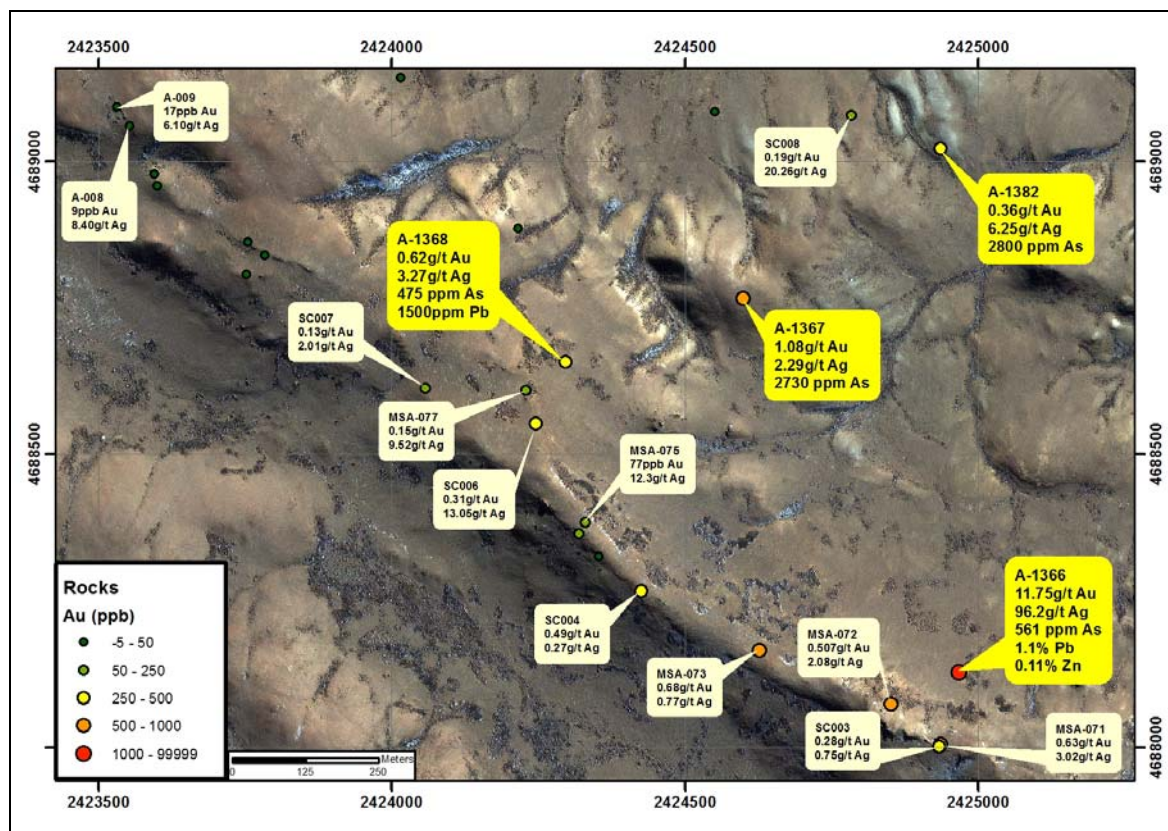 2423500 2424000 2424500 2425000
4689000
4688500
4688000
A-009
17ppb Au
6.10g/t Ag
A-008
9ppb Au
8.40g/t Ag
SC008
0.19g/t Au
20.26g/t Ag
A-1382
0.36g/t Au
6.25g/t Ag
2800 ppm As
A-1368
0.62g/t Au
3.27g/t Ag
475 ppm As
1500ppm Pb
A-1367
1.08g/t Au
2.29g/t Ag
2730 ppm As
SC007
0.13g/t Au
2.01g/t Ag
MSA-077
0.15g/t Au
9.52g/t Ag
MSA-075
77ppb Au
12.3g/t Ag
SC006
0.31g/t Au
13.05g/t Ag
A-1366
11.75g/t Au
96.2g/t Ag
561 ppm As
1.1% Pb
0.11% Zn
SC004
0.49g/t Au
0.27g/t Ag
MSA-072
0.507g/t Au
2.08g/t Ag
MSA-073
0.68g/t Au
0.77g/t Ag
SC003
0.28g/t Au
0.75g/t Ag
MSA-071
0.63g/t Au
3.02g/t Ag
Rocks
Au (ppb)
-5 - 50
50 - 250
250 - 500
500 - 1000
1000 - 99999
Meters
0 125 250
4689000
4688500
4688000
2423500 2424000 2424500 2425000